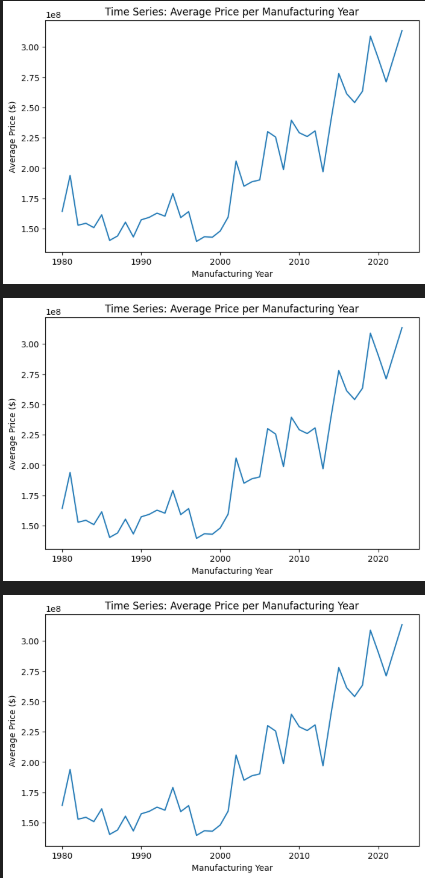 Time Series: Average Price per Manufacturing Year
1e8
3.00
2.75
2.50
2.25
2.00
1.75
1.50
Average Price ($)
1980 1990 2000 2010 2020
Manufacturing Year
Time Series: Average Price per Manufacturing Year
1e8
3.00
2.75
2.50
2.25
2.00
1.75
1.50
Average Price ($)
1980 1990 2000 2010 2020
Manufacturing Year
Time Series: Average Price per Manufacturing Year
1e8
3.00
2.75
2.50
2.25
2.00
1.75
1.50
Average Price ($)
1980 1990 2000 2010 2020
Manufacturing Year